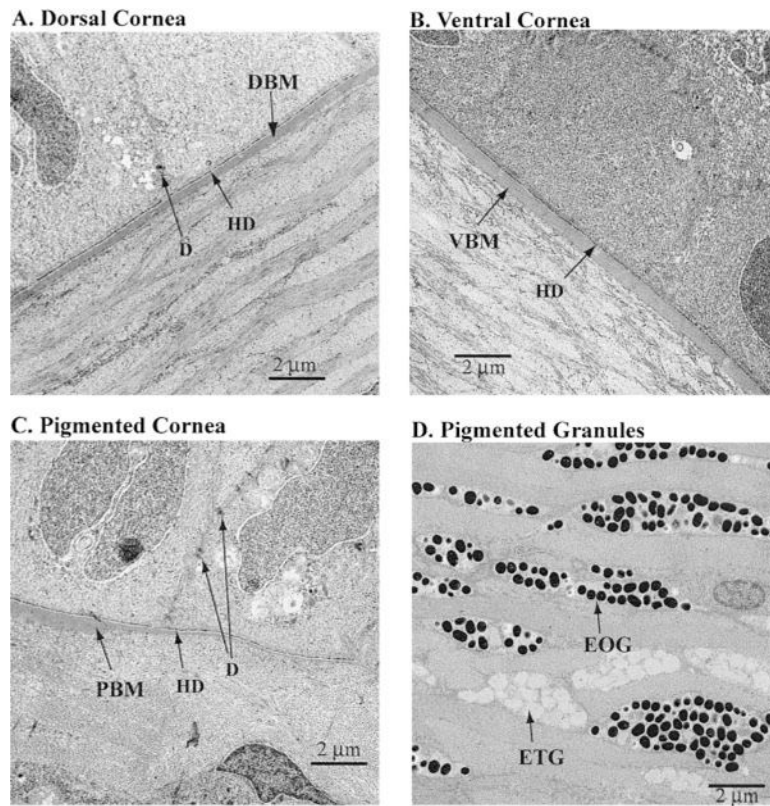 A. Dorsal Cornea
DBM
HD
D
2 μm
B. Ventral Cornea
VBM
HD
2 μm
C. Pigmented Cornea
PBM
HD
D
2 μm
D. Pigmented Granules
EOG
ETG
2 μm